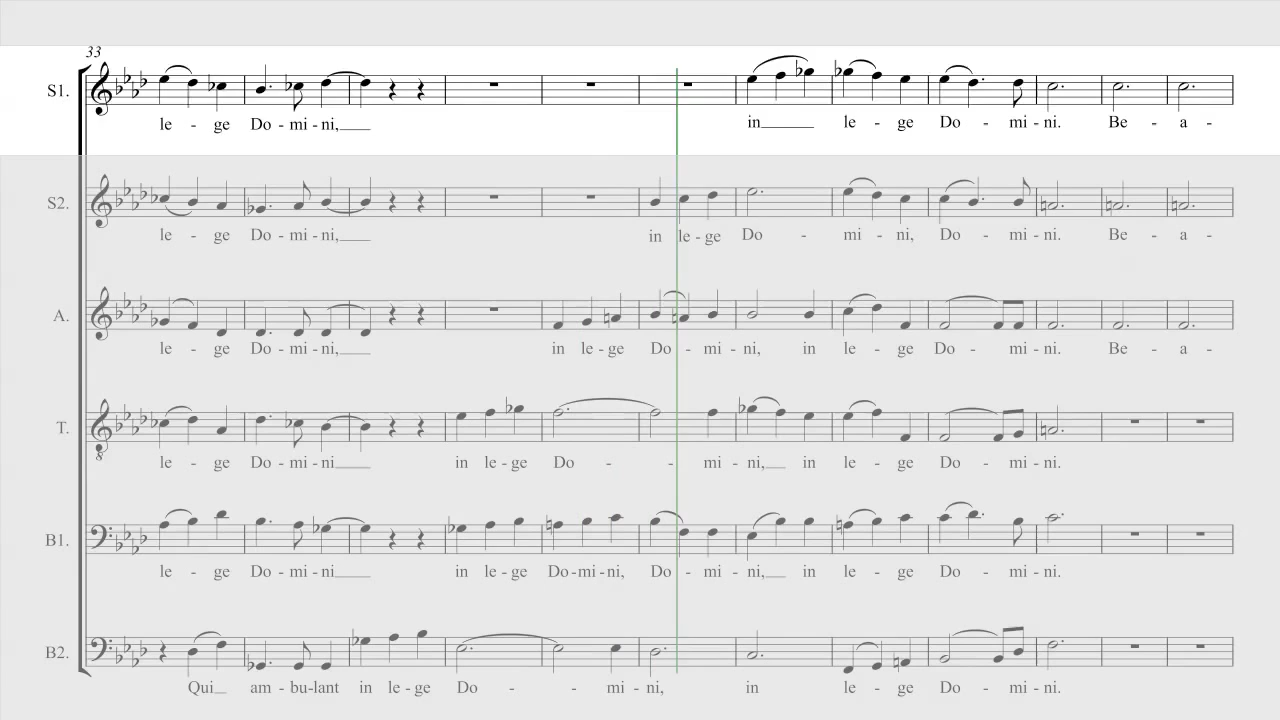 33
S1.
le - ge Do - mi - ni,___ in___ le - ge Do - mi - ni. Be - a -
S2.
le - ge Do - mi - ni,___ in le - ge Do - mi - ni, Do - mi - ni. Be - a -
A.
le - ge Do - mi - ni,___ in le - ge Do - mi - ni, in le - ge Do - mi - ni. Be - a -
T.
8
le - ge Do - mi - ni___ in le - ge Do - - mi - ni,__ in le - ge Do - mi - ni.
B1.
le - ge Do - mi - ni___ in le - ge Do - mi - ni, Do - mi - ni,__ in le - ge Do - mi - ni.
B2.
Qui_ am - bu - lant in le - ge Do - - mi - ni, in le - ge Do - mi - ni.